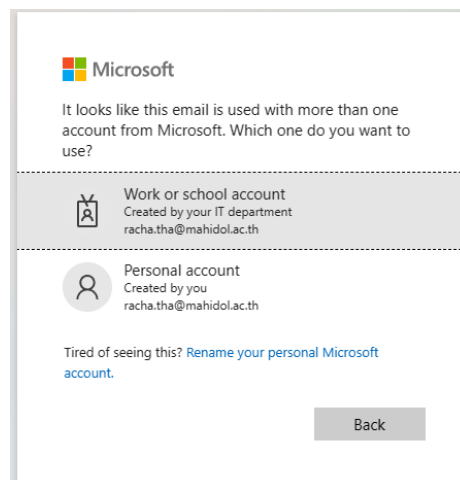 Microsoft
It looks like this email is used with more than one
account from Microsoft. Which one do you want to
use?
Work or school account
Created by your IT department
racha.tha@mahidol.ac.th
Personal account
Created by you
racha.tha@mahidol.ac.th
Tired of seeing this? Rename your personal Microsoft
account.
Back